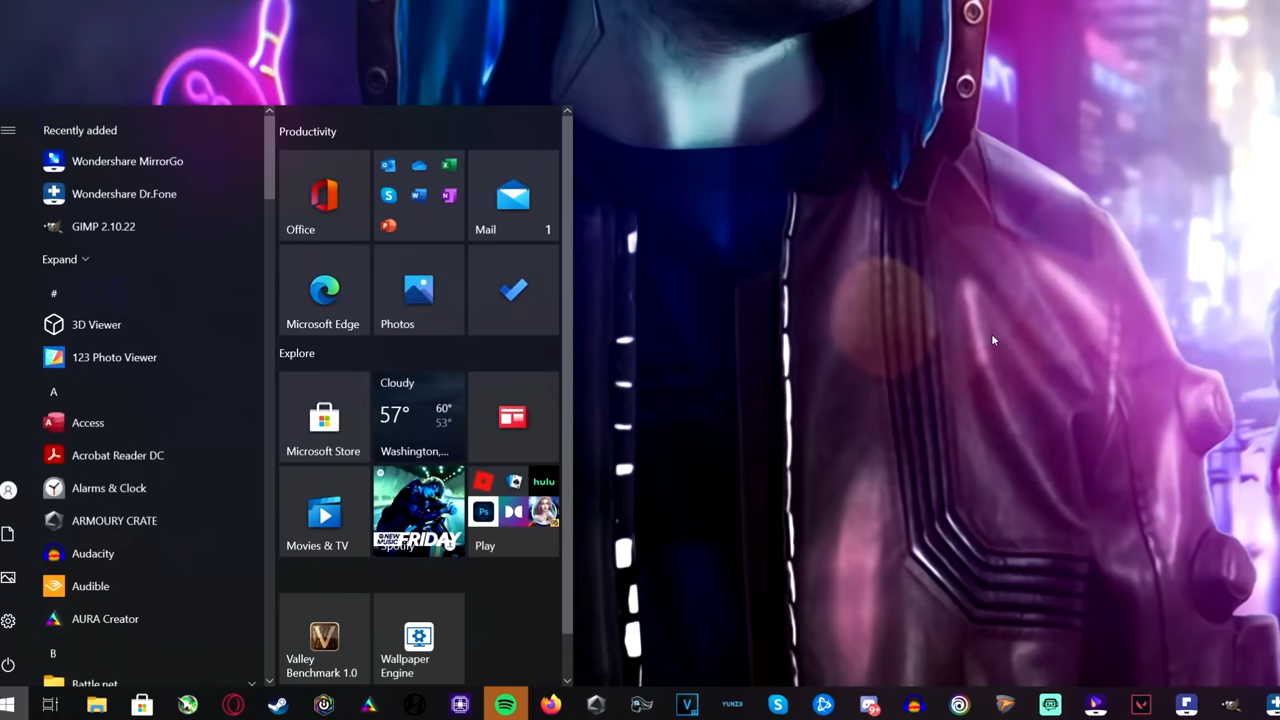 Recently added
Wondershare MirrorGo
Wondershare Dr.Fone
GIMP 2.10.22
Expand
#
3D Viewer
123 Photo Viewer
A
Access
Acrobat Reader DC
Alarms & Clock
ARMOURY CRATE
Audacity
Audible
AURA Creator
B
Battle.net
Productivity
Office
Mail 1
Microsoft Edge
Photos
Explore
Microsoft Store
Cloudy
57° 60°
53°
Washington,...
Movies & TV
NEW MUSIC FRIDAY
Spotify
hulu
Ps
Play
Valley
Benchmark 1.0
Wallpaper
Engine
YUNZII
9+